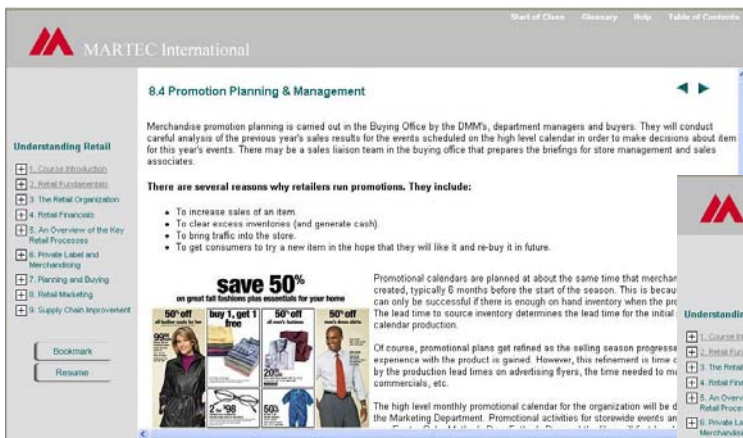 Start of Class Glossary Help Table of Contents
MARTEC International
8.4 Promotion Planning & Management
Merchandise promotion planning is carried out in the Buying Office by the DMM's, department managers and buyers. They will conduct
careful analysis of the previous year's sales results for the events scheduled on the high level calendar in order to make decisions about item
for this year's events. There may be a sales liaison team in the buying office that prepares the briefings for store management and sales
associates.
There are several reasons why retailers run promotions. They include:
To increase sales of an item.
To clear excess inventories (and generate cash).
To bring traffic into the store.
To get consumers to try a new item in the hope that they will like it and re-buy it in future.
Understanding Retail
1. Course Introduction
2. Retail Fundamentals
3. The Retail Organization
4. Retail Financials
5. An Overview of the Key
Retail Processes
6. Private Label and
Merchandising
7. Planning and Buying
8. Retail Marketing
9. Supply Chain Improvement
Bookmark
Resume
save 50%
on great fall fashions plus essentials for your home
50% off
buy 1, get 1
free
50% off
50% off
Promotional calendars are planned at about the same time that merchan
created, typically 6 months before the start of the season. This is becau
can only be successful if there is enough on hand inventory when the pro
The lead time to source inventory determines the lead time for the initial
calendar production.
Of course, promotional plans get refined as the selling season progresse
experience with the product is gained. However, this refinement is time c
by the production lead times on advertising flyers, the time needed to m
commercials, etc.
The high level monthly promotional calendar for the organization will be d
the Marketing Department. Promotional activities for storewide events an
Understandin
1. Course In
2. Retail Fun
3. The Retail
4. Retail Finan
5. An Overv
Retail Proces
6. Private La
Merchandis